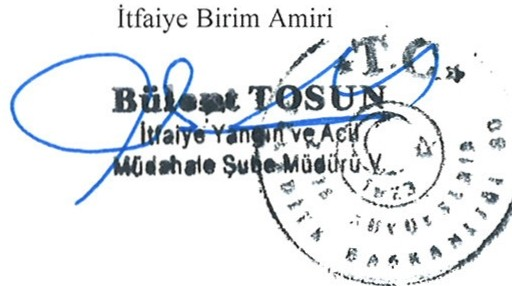 İtfaiye Birim Amiri
T.C.
Bülent TOSUN
İtfaiye Yangın ve Acil
Müdahale Şube Müdürü V.
1923